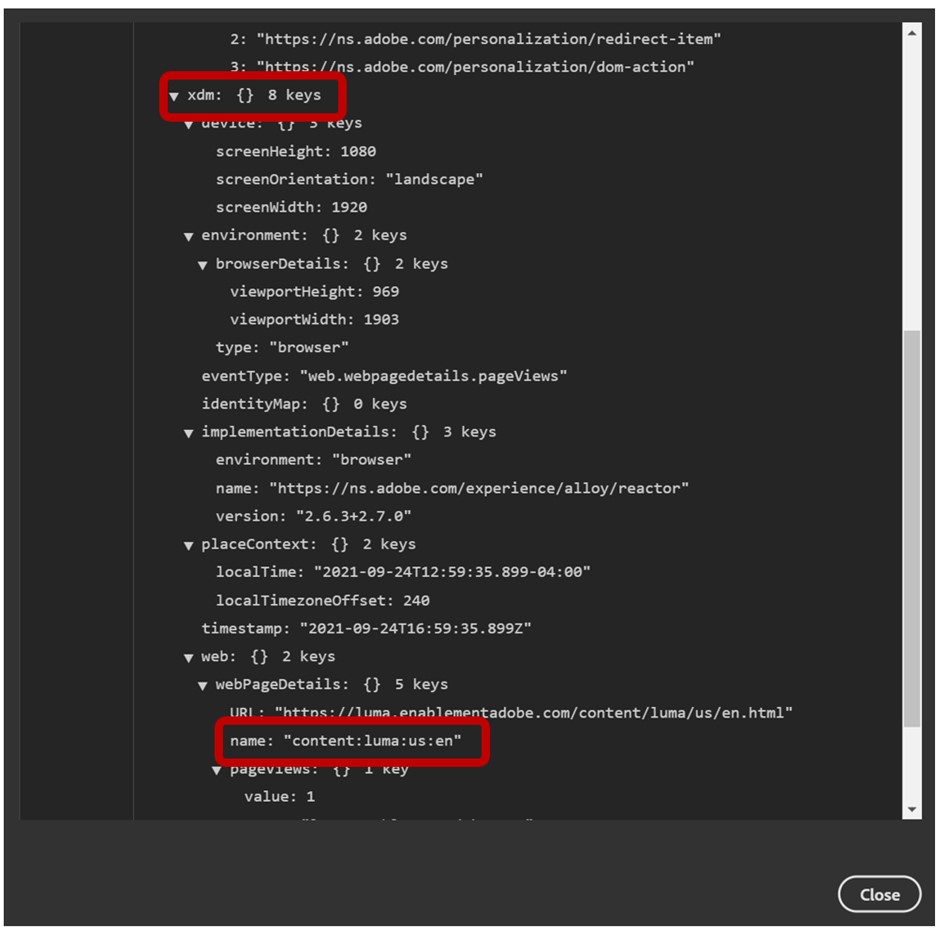 2: "https://ns.adobe.com/personalization/redirect-item"
3: "https://ns.adobe.com/personalization/dom-action"
▼ xdm: {} 8 keys
▼ device: {} 3 keys
screenHeight: 1080
screenOrientation: "landscape"
screenWidth: 1920
▼ environment: {} 2 keys
▼ browserDetails: {} 2 keys
viewportHeight: 969
viewportWidth: 1903
type: "browser"
eventType: "web.webpagedetails.pageViews"
identityMap: {} 0 keys
▼ implementationDetails: {} 3 keys
environment: "browser"
name: "https://ns.adobe.com/experience/alloy/reactor"
version: "2.6.3+2.7.0"
▼ placeContext: {} 2 keys
localTime: "2021-09-24T12:59:35.899-04:00"
localTimezoneOffset: 240
timestamp: "2021-09-24T16:59:35.899Z"
▼ web: {} 2 keys
▼ webPageDetails: {} 5 keys
URL: "https://luma.enablementadobe.com/content/luma/us/en.html"
name: "content:luma:us:en"
▼ pageViews: {} 1 key
value: 1
Close